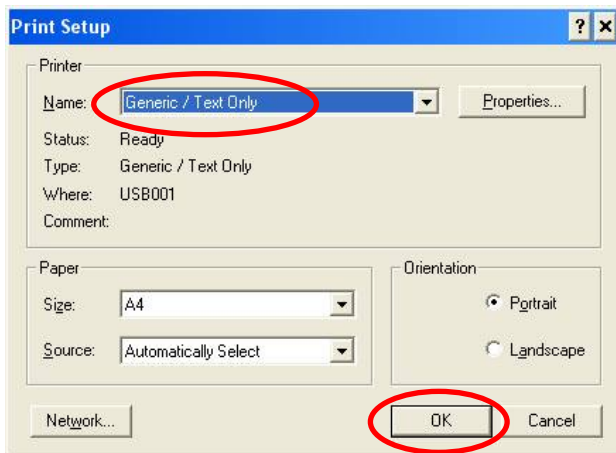 Print Setup
Printer
Name: Generic / Text Only Properties...
Status: Ready
Type: Generic / Text Only
Where: USB001
Comment:
Paper
Size: A4
Source: Automatically Select
Orientation
Portrait
Landscape
Network... OK Cancel